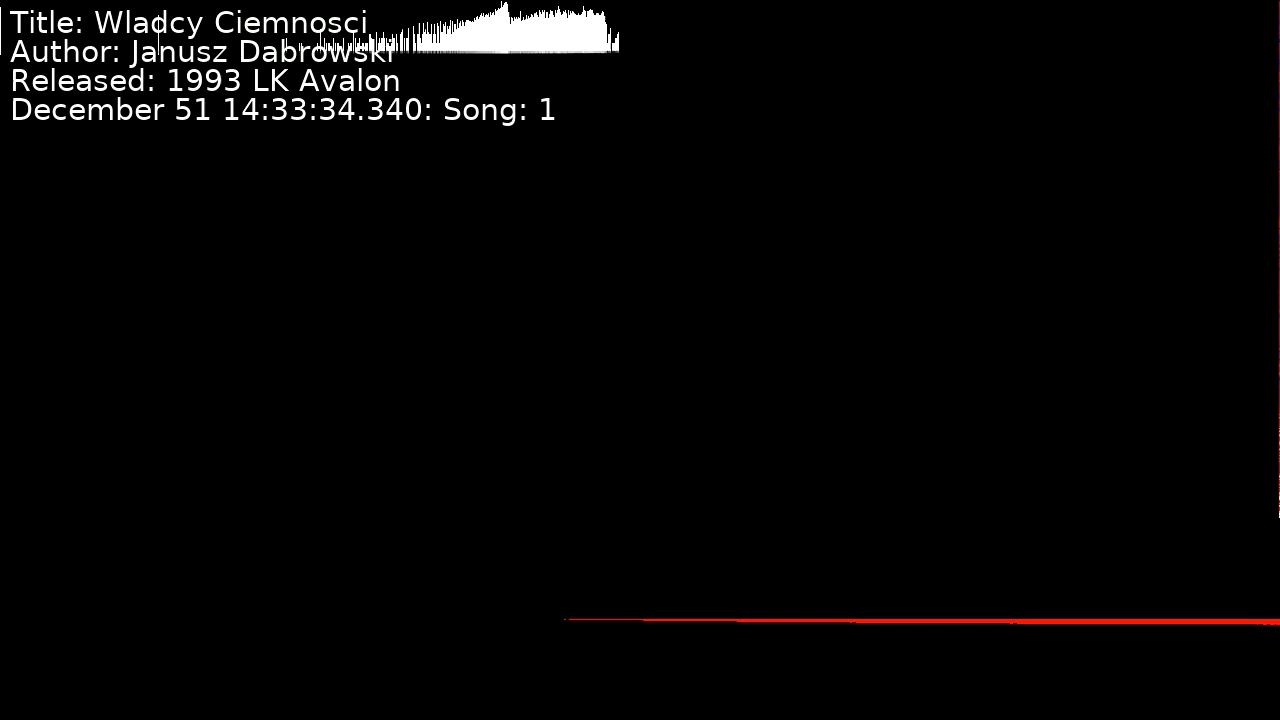 Title: Wladcy Ciemnosci
Author: Janusz Dabrowski
Released: 1993 LK Avalon
December 51 14:33:34.340: Song: 1